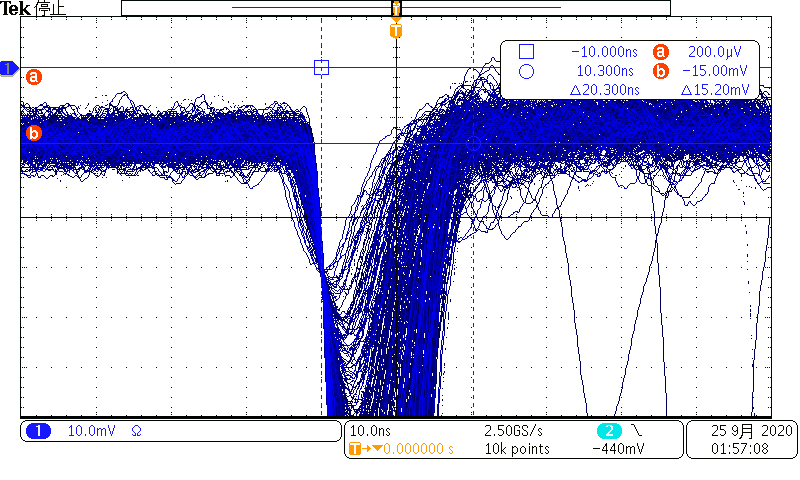 Tek 停止
T
T
−10.000ns a 200.0μV
10.300ns b −15.00mV
Δ20.300ns Δ15.20mV
1
a
b
1 10.0mV Ω 10.0ns 2.50GS/s 2 −440mV 25 9月 2020
T→▼0.000000 s 10k points 01:57:08